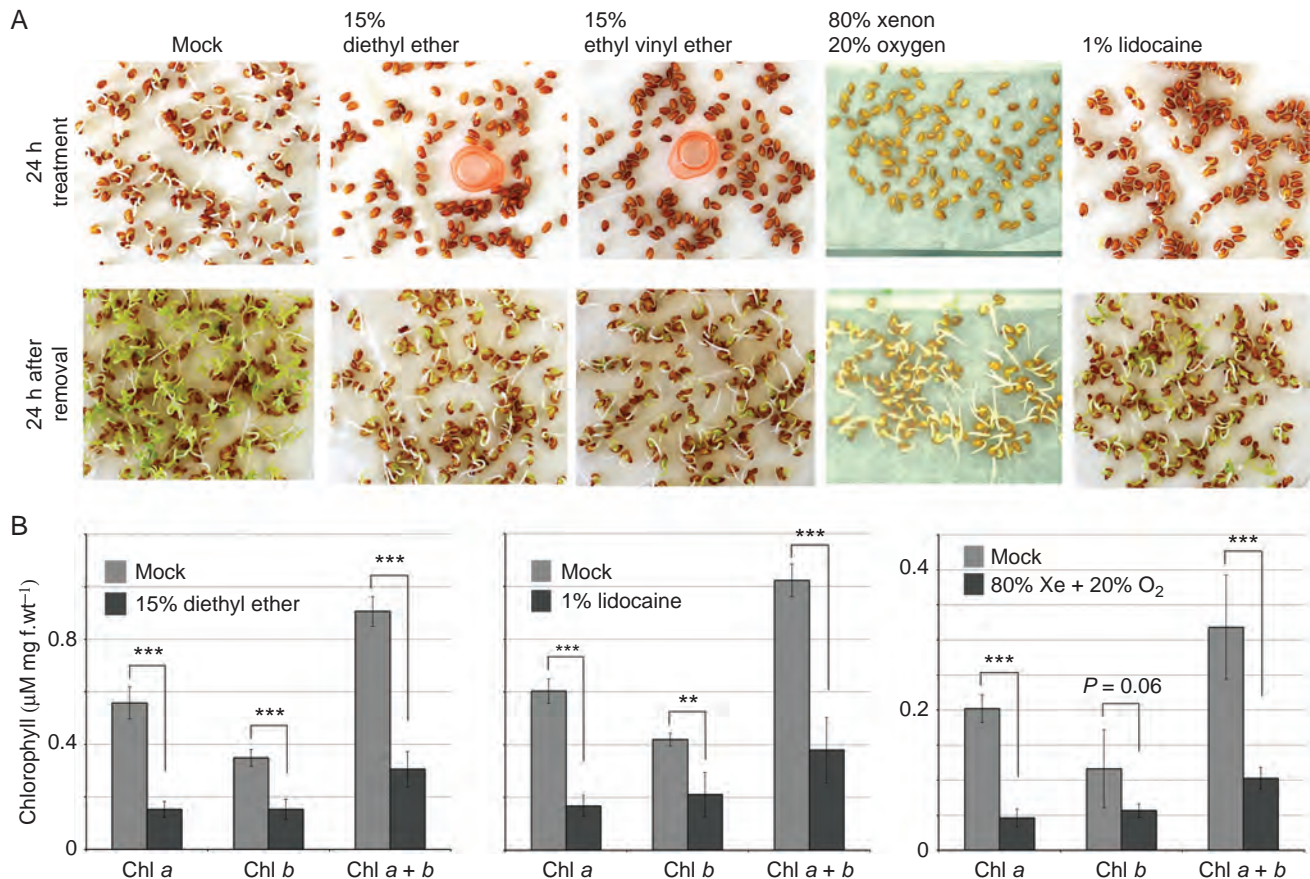 A
Mock
15%
diethyl ether
15%
ethyl vinyl ether
80% xenon
20% oxygen
1% lidocaine
24 h
treatment
24 h after
removal
B
Chlorophyll (µM mg f.wt⁻¹)
0.8
0.4
0
Mock
15% diethyl ether
***
***
***
Chl a
Chl b
Chl a + b
Mock
1% lidocaine
***
**
***
Chl a
Chl b
Chl a + b
0.4
0.2
0
Mock
80% Xe + 20% O₂
***
P = 0.06
***
Chl a
Chl b
Chl a + b